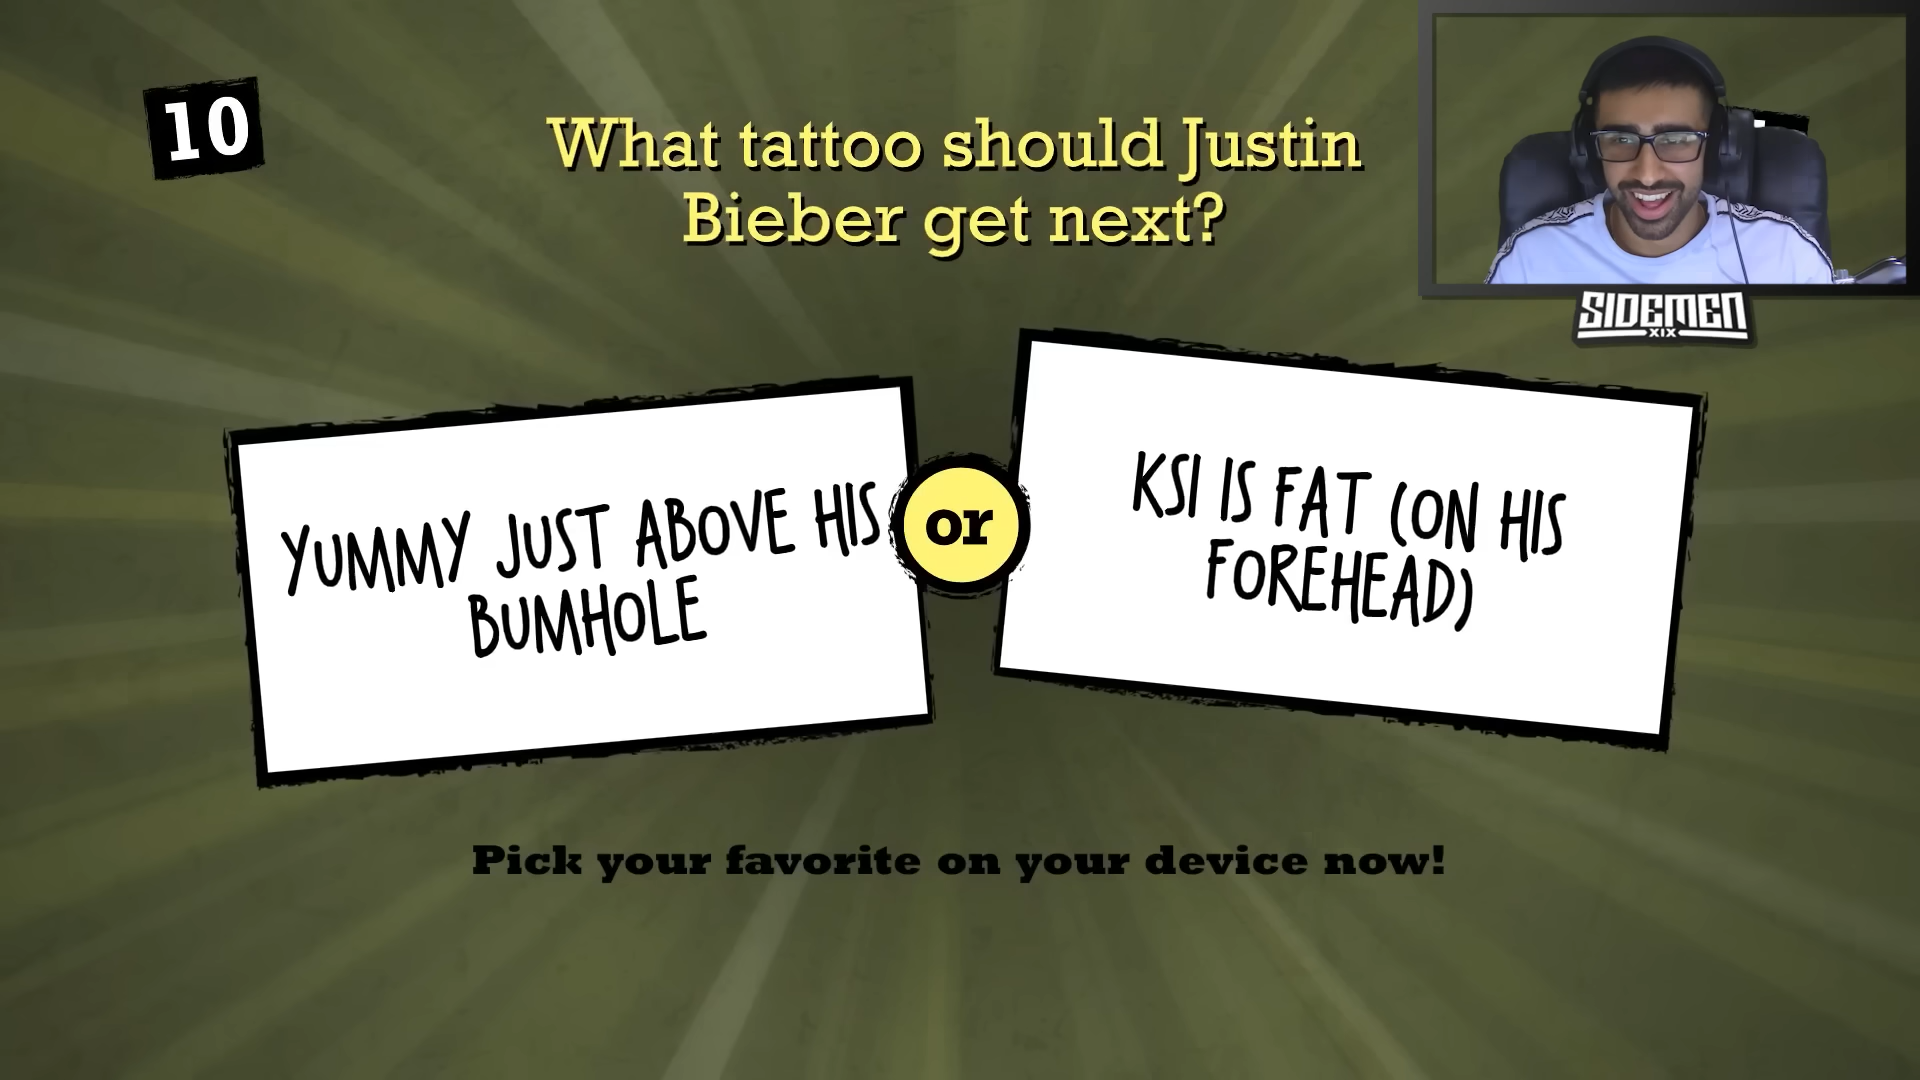 10
What tattoo should Justin
Bieber get next?
SIDEMEN
XIX
YUMMY JUST ABOVE HIS
BUMHOLE
or
KSI IS FAT (ON HIS
FOREHEAD)
Pick your favorite on your device now!